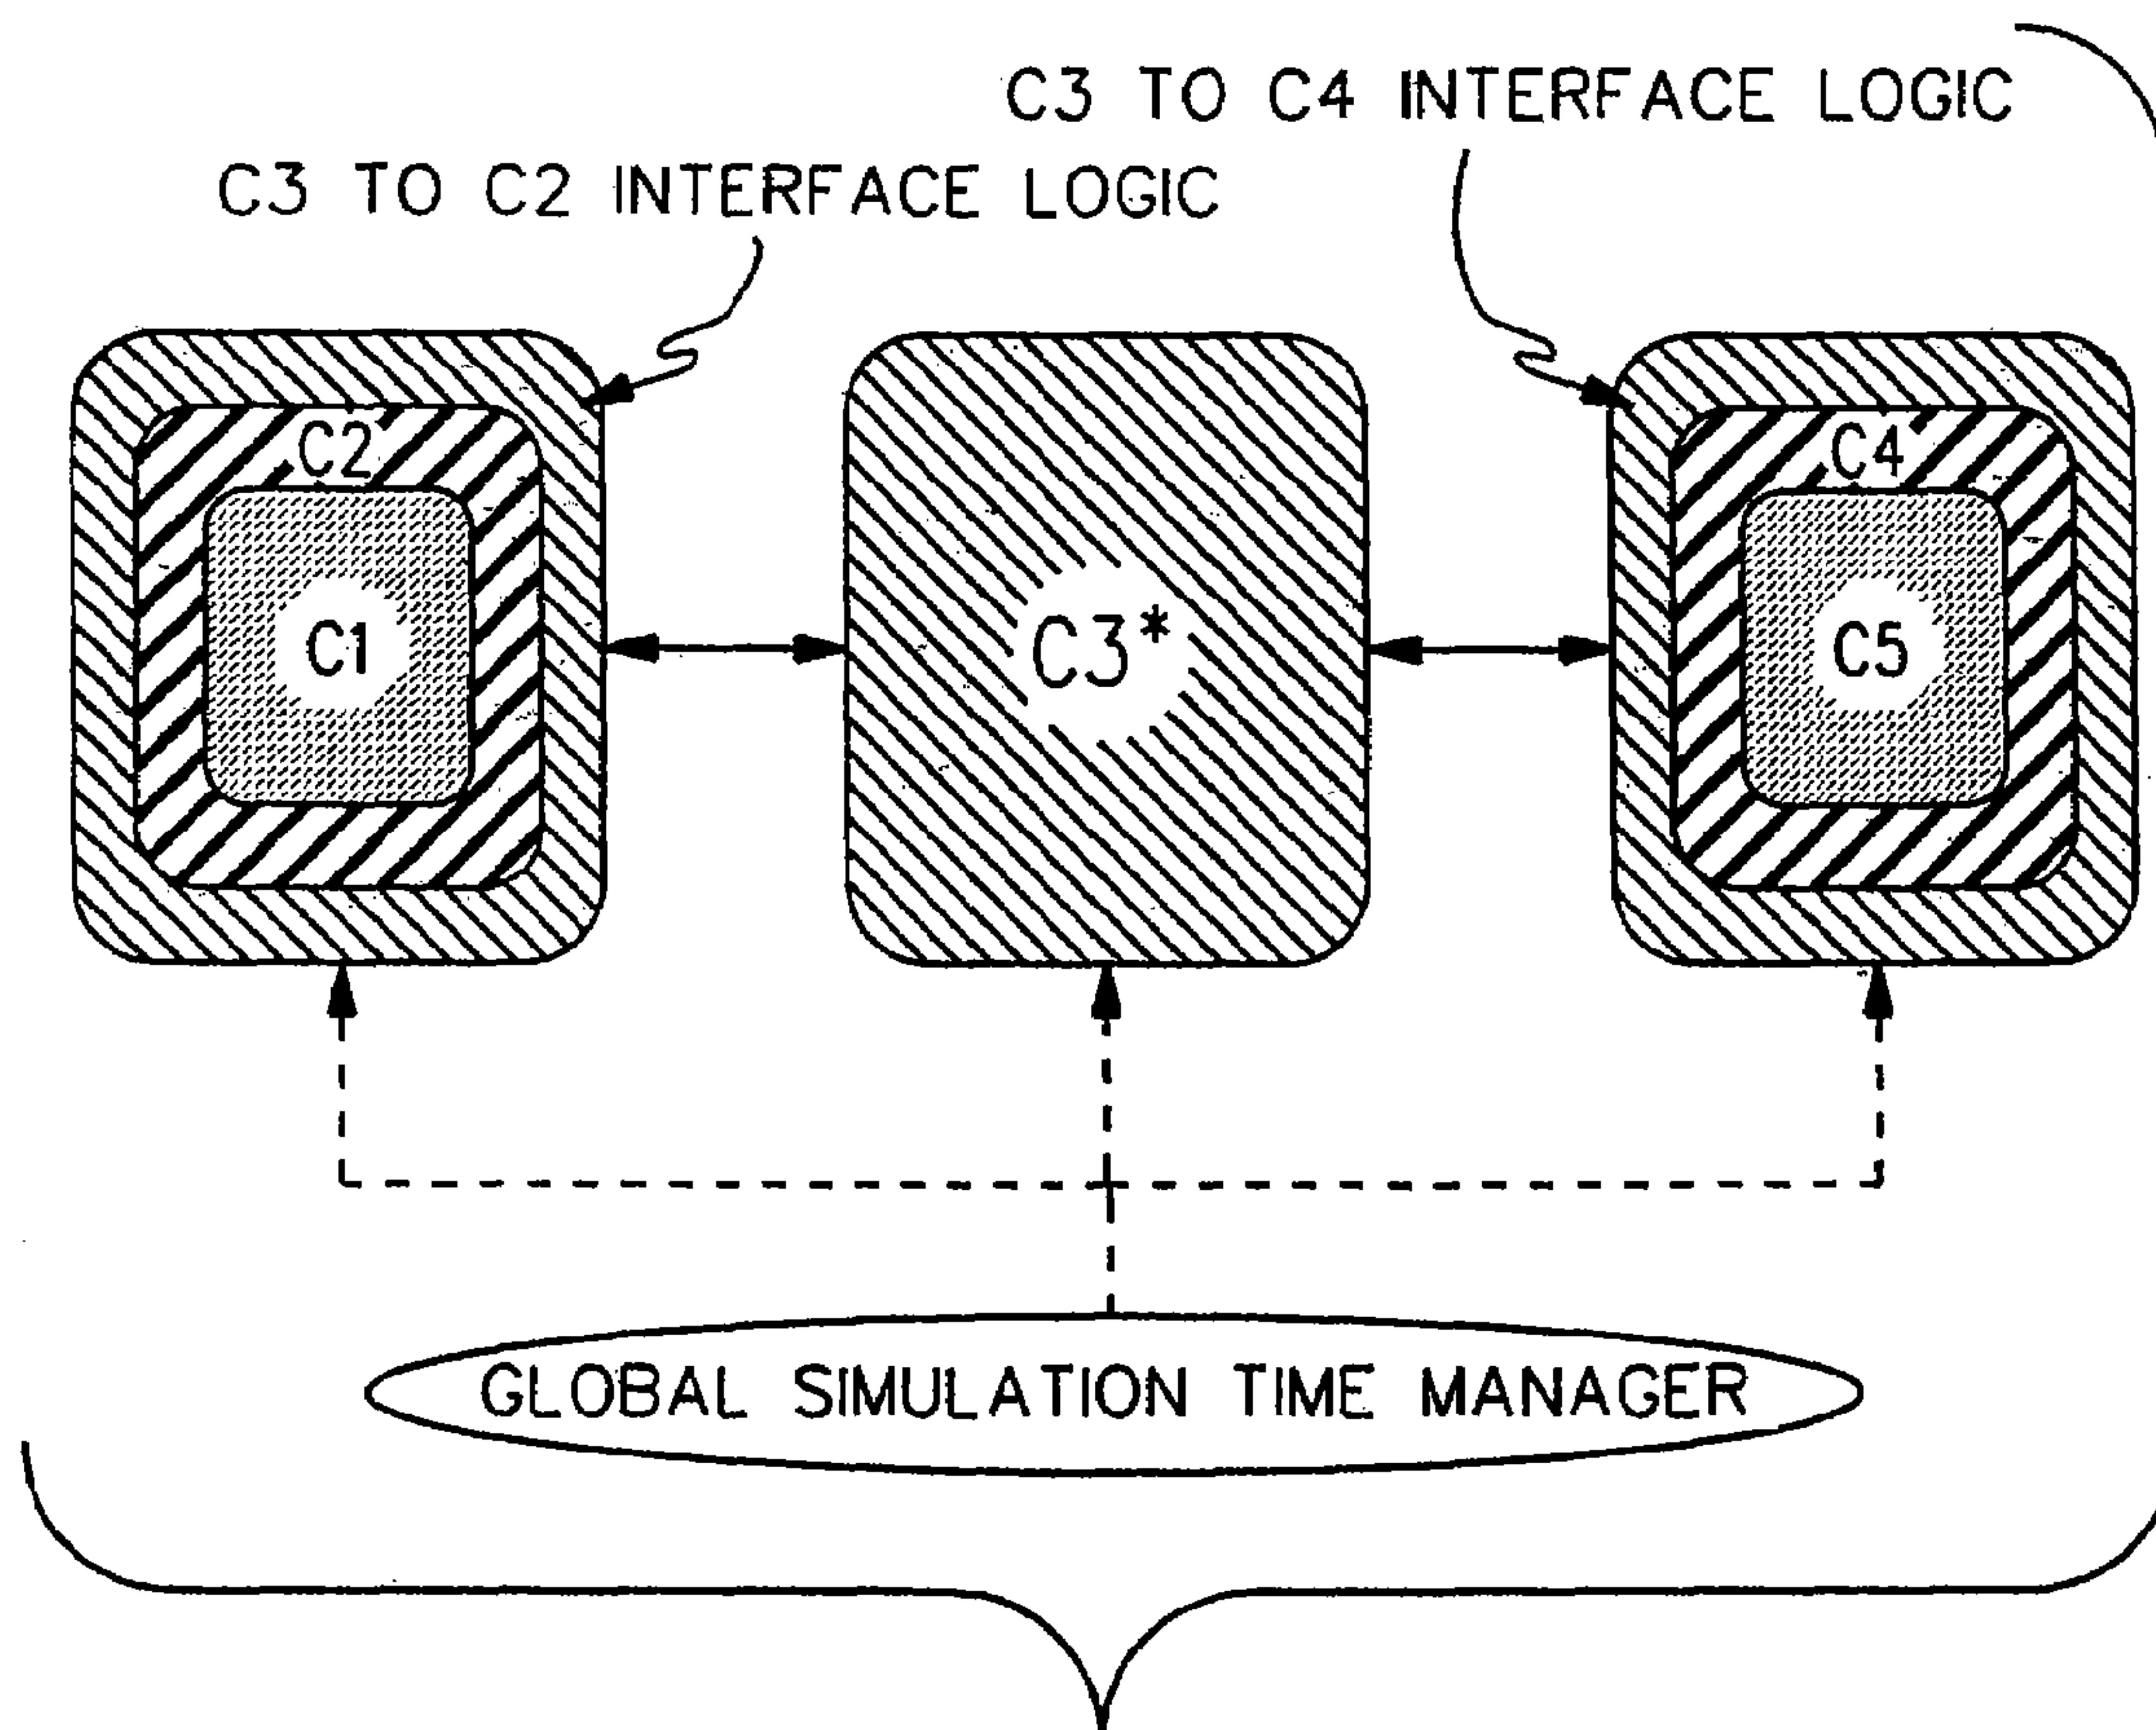 C3 TO C4 INTERFACE LOGIC
C3 TO C2 INTERFACE LOGIC
C2
C4
C1
C3*
C5
GLOBAL SIMULATION TIME MANAGER